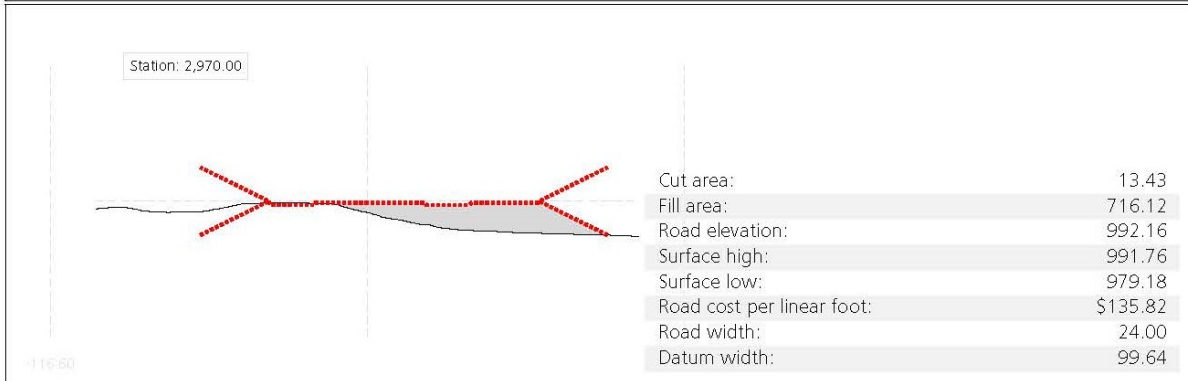 Station: 2,970.00
Cut area: 13.43
Fill area: 716.12
Road elevation: 992.16
Surface high: 991.76
Surface low: 979.18
Road cost per linear foot: $135.82
Road width: 24.00
Datum width: 99.64
-116.60